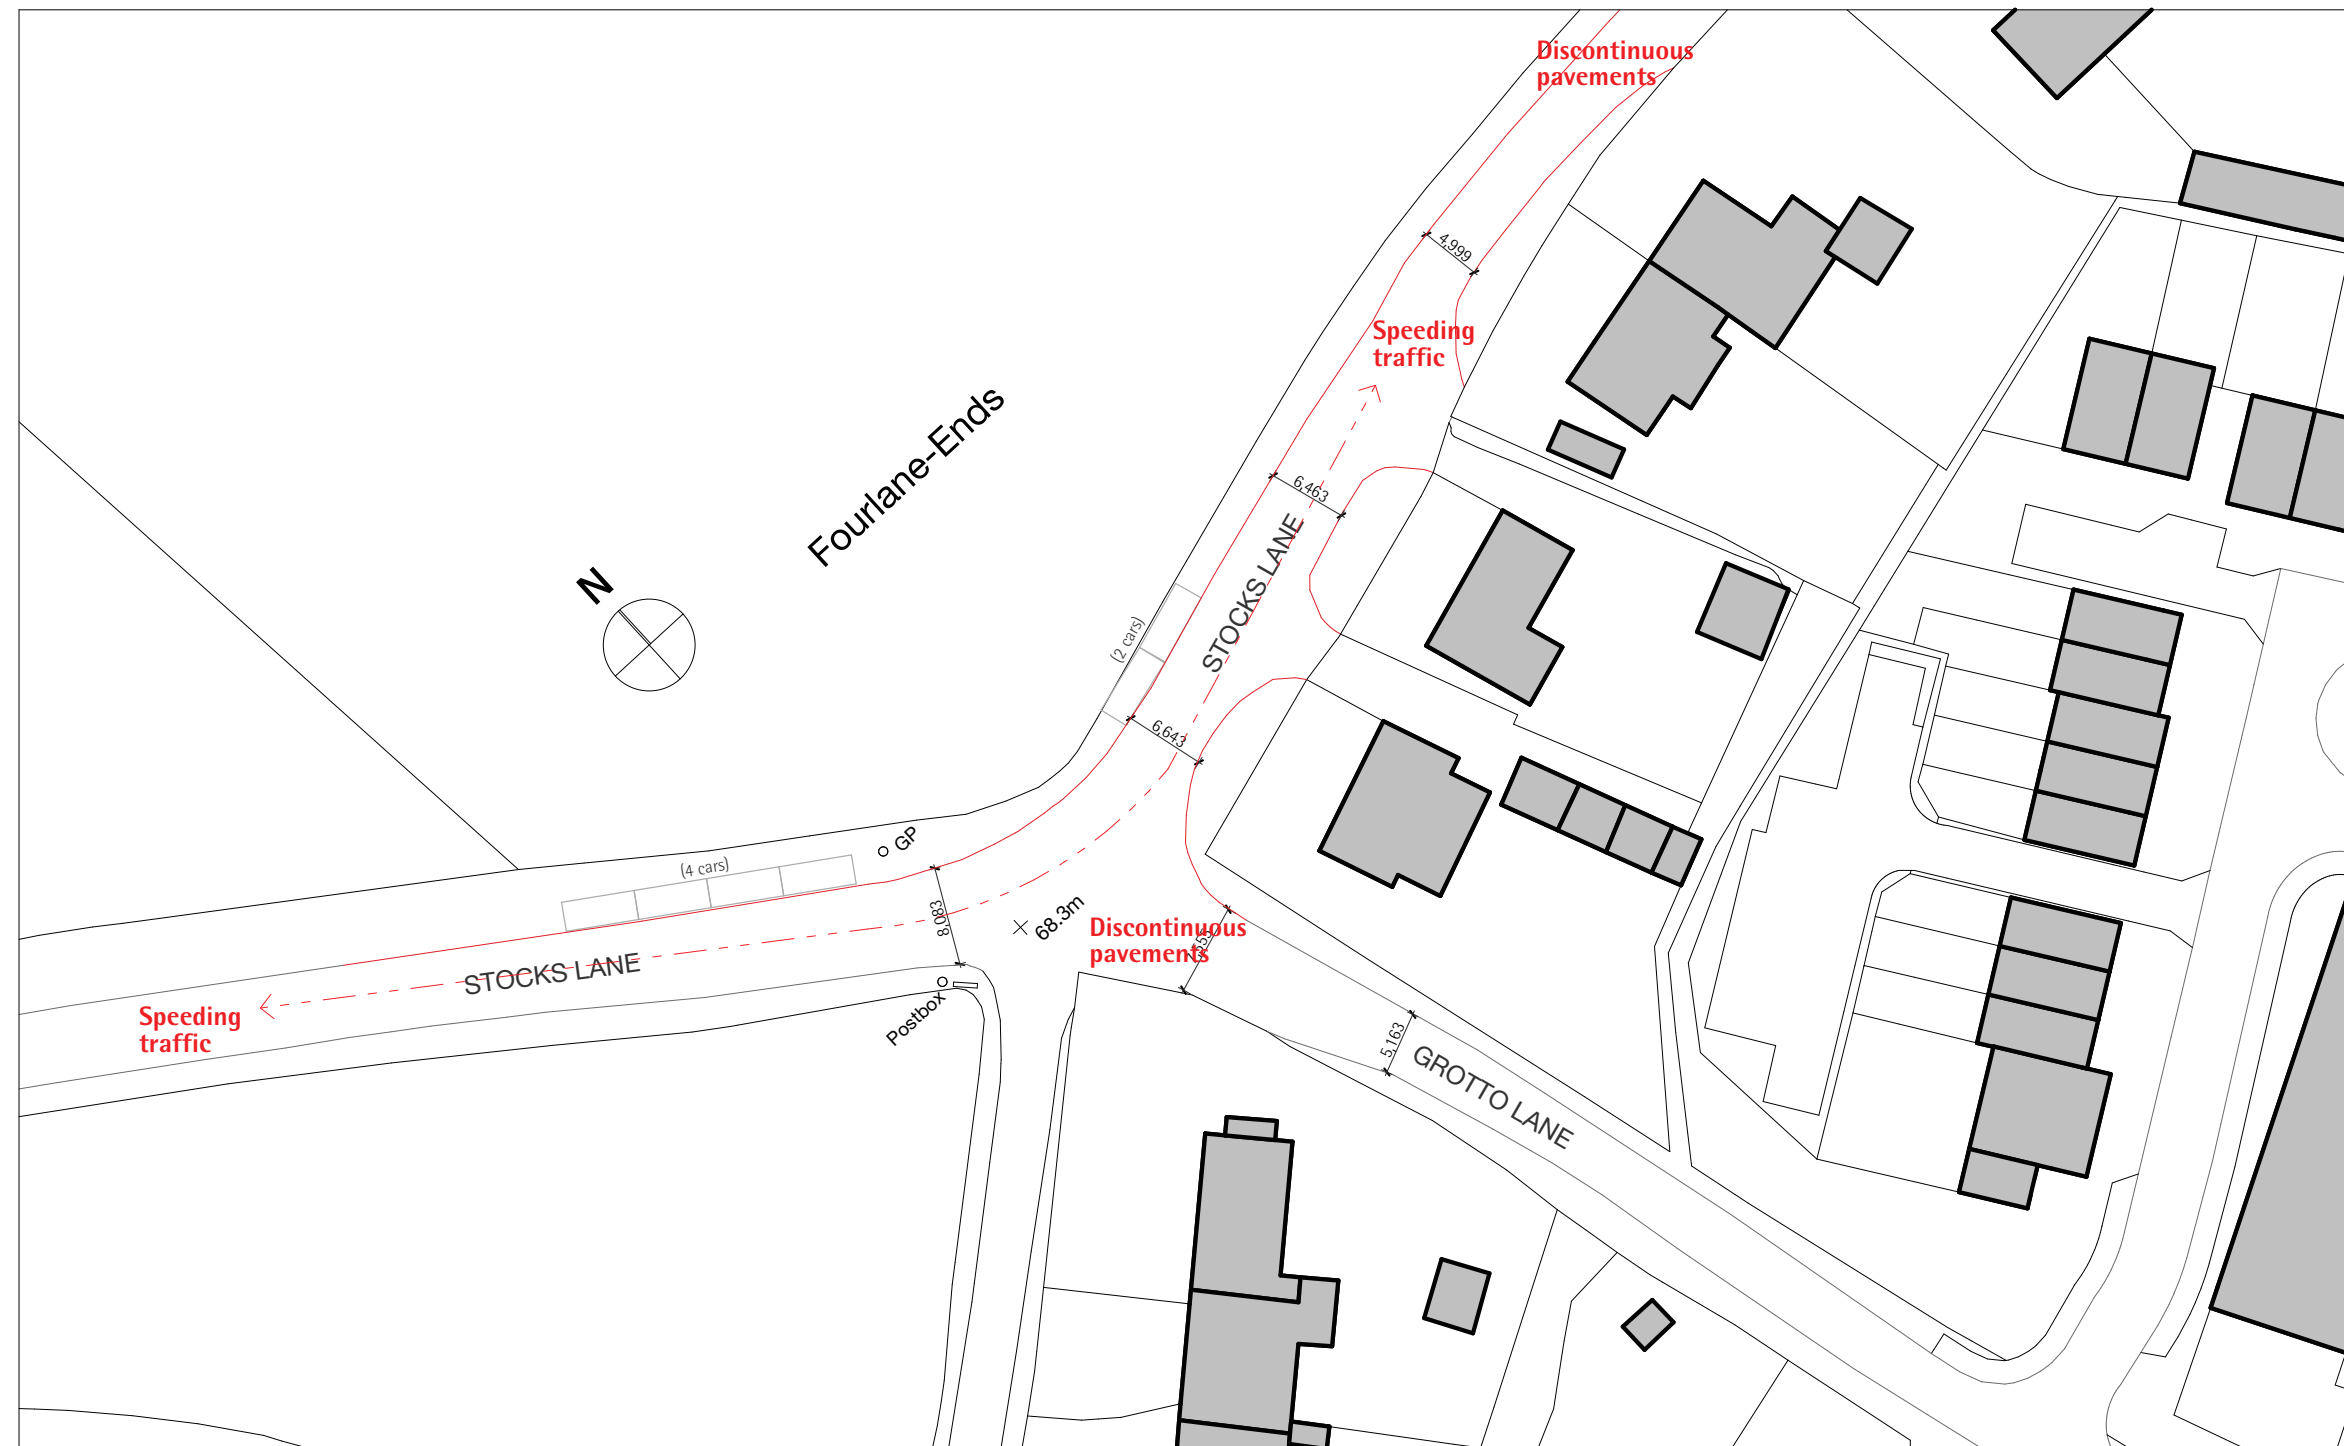 Discontinuous
pavements
4,999
Speeding
traffic
Fourlane-Ends
6,463
N
STOCKS LANE
(2 cars)
6,643
GP
(4 cars)
8,083
68.3m
Discontinuous
pavements
STOCKS LANE
Postbox
Speeding
traffic
5,163
GROTTO LANE